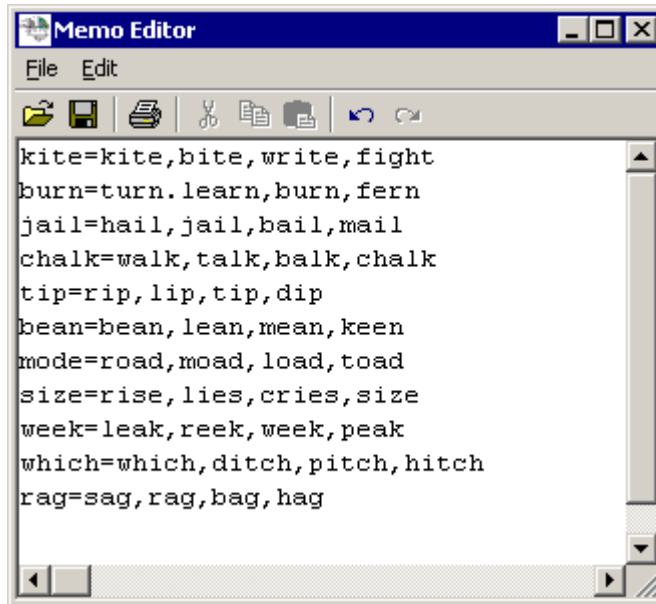 Memo Editor
File Edit
kite=kite,bite,write,fight
burn=turn.learn,burn,fern
jail=hail,jail,bail,mail
chalk=walk,talk,balk,chalk
tip=rip,lip,tip,dip
bean=bean,lean,mean,keen
mode=road,moad,load,toad
size=rise,lies,cries,size
week=leak,reek,week,peak
which=which,ditch,pitch,hitch
rag=sag,rag,bag,hag